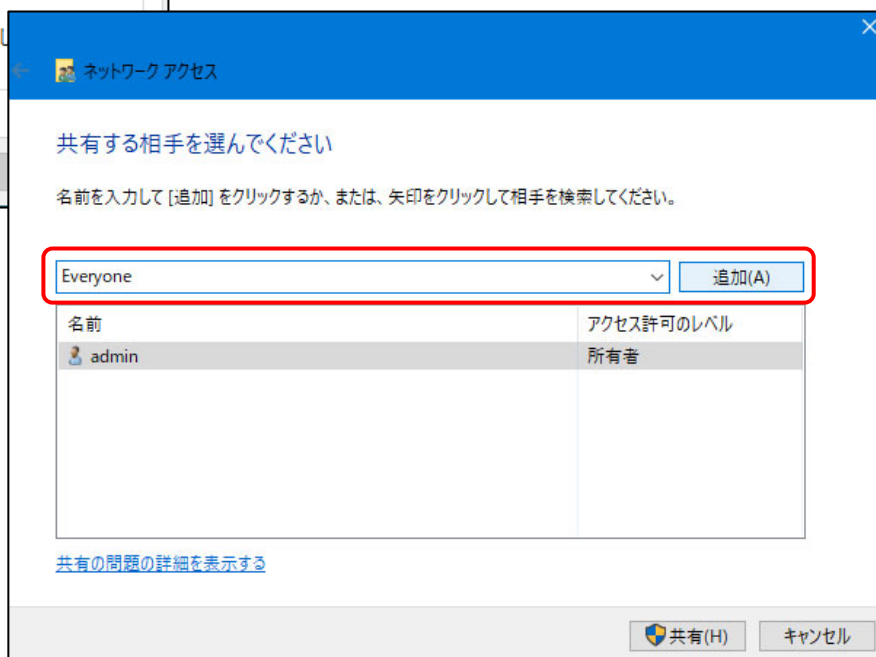 ネットワーク アクセス
共有する相手を選んでください
名前を入力して [追加] をクリックするか、または、矢印をクリックして相手を検索してください。
Everyone 追加(A)
名前 アクセス許可のレベル
admin 所有者
共有の問題の詳細を表示する
共有(H) キャンセル